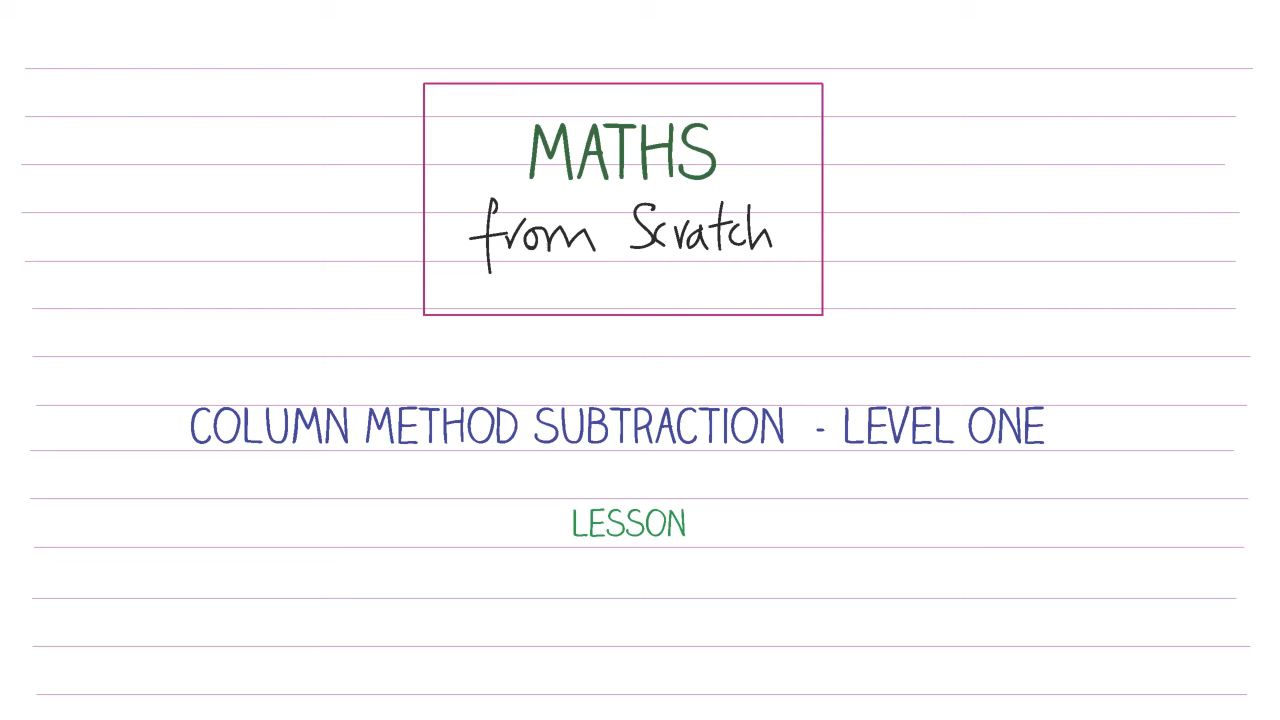 MATHS
from Scratch
COLUMN METHOD SUBTRACTION - LEVEL ONE
LESSON